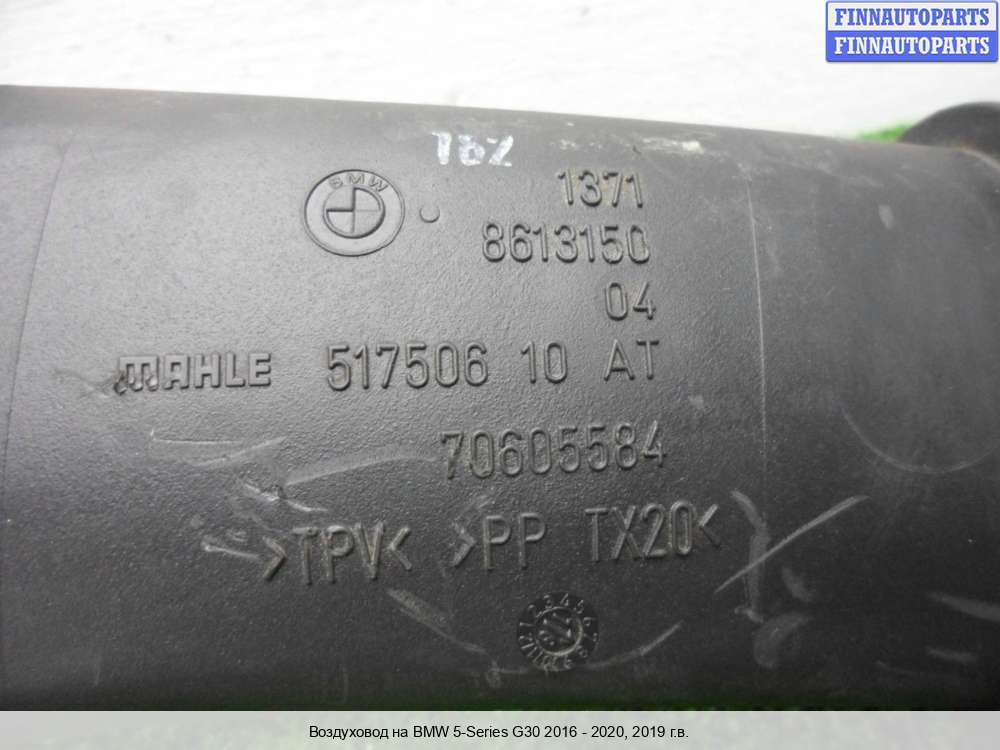 FINNAUTOPARTS
FINNAUTOPARTS
BMW
1371
8613150
04
MAHLE 517506 10 AT
70605584
>TPV< >PP TX20<
Воздуховод на BMW 5-Series G30 2016 - 2020, 2019 г.в.